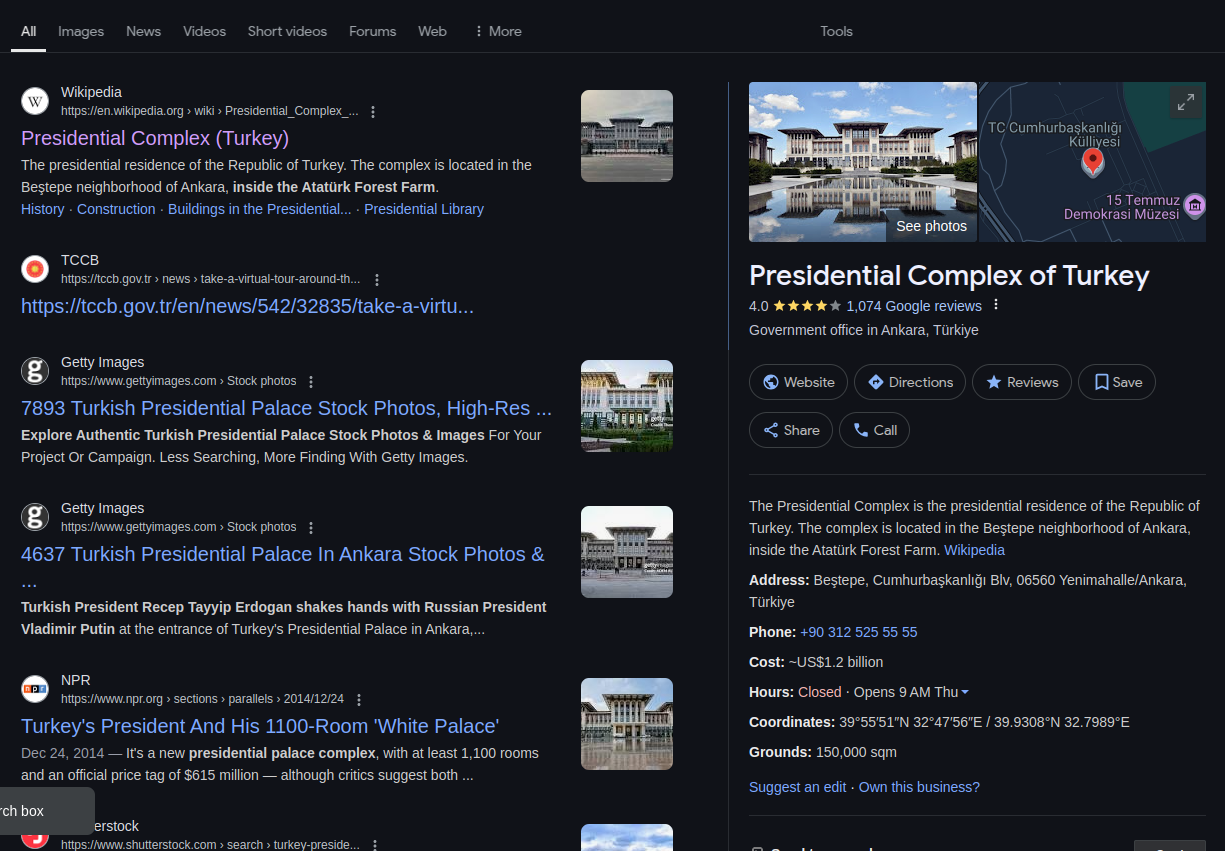 All Images News Videos Short videos Forums Web More Tools
Wikipedia
https://en.wikipedia.org › wiki › Presidential_Complex_...
Presidential Complex (Turkey)
The presidential residence of the Republic of Turkey. The complex is located in the
Beştepe neighborhood of Ankara, inside the Atatürk Forest Farm.
History · Construction · Buildings in the Presidential... · Presidential Library
TCCB
https://tccb.gov.tr › news › take-a-virtual-tour-around-th...
https://tccb.gov.tr/en/news/542/32835/take-a-virtu...
Getty Images
https://www.gettyimages.com › Stock photos
7893 Turkish Presidential Palace Stock Photos, High-Res ...
Explore Authentic Turkish Presidential Palace Stock Photos & Images For Your
Project Or Campaign. Less Searching, More Finding With Getty Images.
Getty Images
https://www.gettyimages.com › Stock photos
4637 Turkish Presidential Palace In Ankara Stock Photos &
...
Turkish President Recep Tayyip Erdogan shakes hands with Russian President
Vladimir Putin at the entrance of Turkey's Presidential Palace in Ankara,...
NPR
https://www.npr.org › sections › parallels › 2014/12/24
Turkey's President And His 1100-Room 'White Palace'
Dec 24, 2014 — It's a new presidential palace complex, with at least 1,100 rooms
and an official price tag of $615 million — although critics suggest both ...
rch box
erstock
https://www.shutterstock.com › search › turkey-preside...
TC Cumhurbaşkanlığı
Külliyesi
15 Temmuz
Demokrasi Müzesi
See photos
Presidential Complex of Turkey
4.0 1,074 Google reviews
Government office in Ankara, Türkiye
Website Directions Reviews Save
Share Call
The Presidential Complex is the presidential residence of the Republic of
Turkey. The complex is located in the Beştepe neighborhood of Ankara,
inside the Atatürk Forest Farm. Wikipedia
Address: Beştepe, Cumhurbaşkanlığı Blv, 06560 Yenimahalle/Ankara,
Türkiye
Phone: +90 312 525 55 55
Cost: ~US$1.2 billion
Hours: Closed · Opens 9 AM Thu
Coordinates: 39°55′51″N 32°47′56″E / 39.9308°N 32.7989°E
Grounds: 150,000 sqm
Suggest an edit · Own this business?